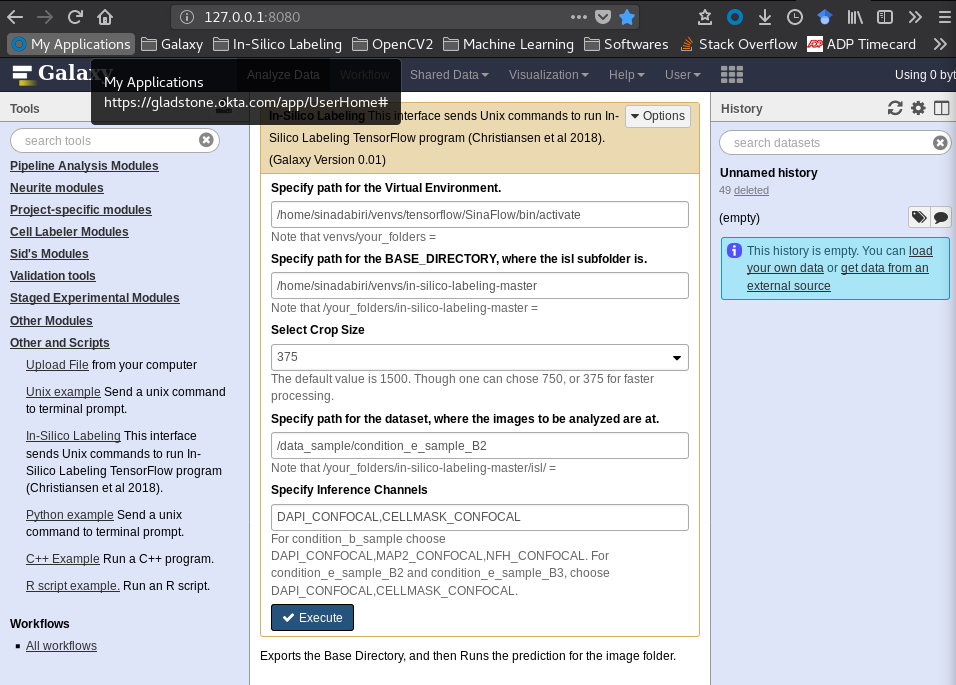 127.0.0.1:8080
My Applications Galaxy In-Silico Labeling OpenCV2 Machine Learning Softwares Stack Overflow ADP Timecard
Galaxy Analyze Data Workflow Shared Data Visualization Help User Using 0 byt
My Applications
https://gladstone.okta.com/app/UserHome#
Tools
search tools
Pipeline Analysis Modules
Neurite modules
Project-specific modules
Cell Labeler Modules
Sid's Modules
Validation tools
Staged Experimental Modules
Other Modules
Other and Scripts
Upload File from your computer
Unix example Send a unix command
to terminal prompt.
In-Silico Labeling This interface
sends Unix commands to run In-
Silico Labeling TensorFlow program
(Christiansen et al 2018).
Python example Send a unix
command to terminal prompt.
C++ Example Run a C++ program.
R script example. Run an R script.
Workflows
All workflows
In-Silico Labeling This interface sends Unix commands to run In-
Silico Labeling TensorFlow program (Christiansen et al 2018).
(Galaxy Version 0.01)
Options
Specify path for the Virtual Environment.
/home/sinadabiri/venvs/tensorflow/SinaFlow/bin/activate
Note that venvs/your_folders =
Specify path for the BASE_DIRECTORY, where the isl subfolder is.
/home/sinadabiri/venvs/in-silico-labeling-master
Note that /your_folders/in-silico-labeling-master =
Select Crop Size
375
The default value is 1500. Though one can chose 750, or 375 for faster
processing.
Specify path for the dataset, where the images to be analyzed are at.
/data_sample/condition_e_sample_B2
Note that /your_folders/in-silico-labeling-master/isl/ =
Specify Inference Channels
DAPI_CONFOCAL,CELLMASK_CONFOCAL
For condition_b_sample choose
DAPI_CONFOCAL,MAP2_CONFOCAL,NFH_CONFOCAL. For
condition_e_sample_B2 and condition_e_sample_B3, choose
DAPI_CONFOCAL,CELLMASK_CONFOCAL.
Execute
Exports the Base Directory, and then Runs the prediction for the image folder.
History
search datasets
Unnamed history
49 deleted
(empty)
This history is empty. You can load
your own data or get data from an
external source